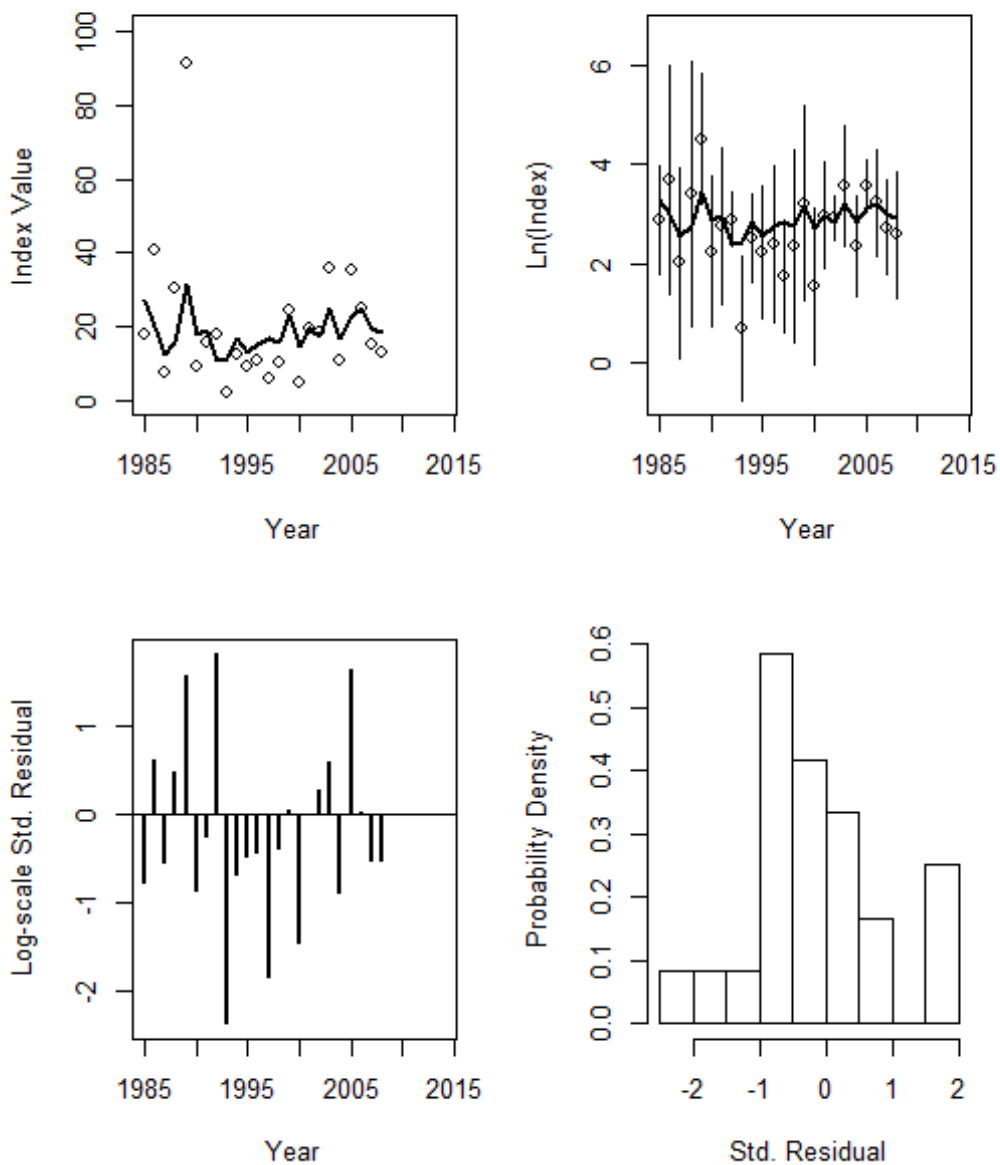 Index Value
100
80
60
40
20
0
1985 1995 2005 2015
Year
Ln(Index)
6
4
2
0
1985 1995 2005 2015
Year
Log-scale Std. Residual
1
0
-1
-2
1985 1995 2005 2015
Year
Probability Density
0.6
0.5
0.4
0.3
0.2
0.1
0.0
-2 -1 0 1 2
Std. Residual